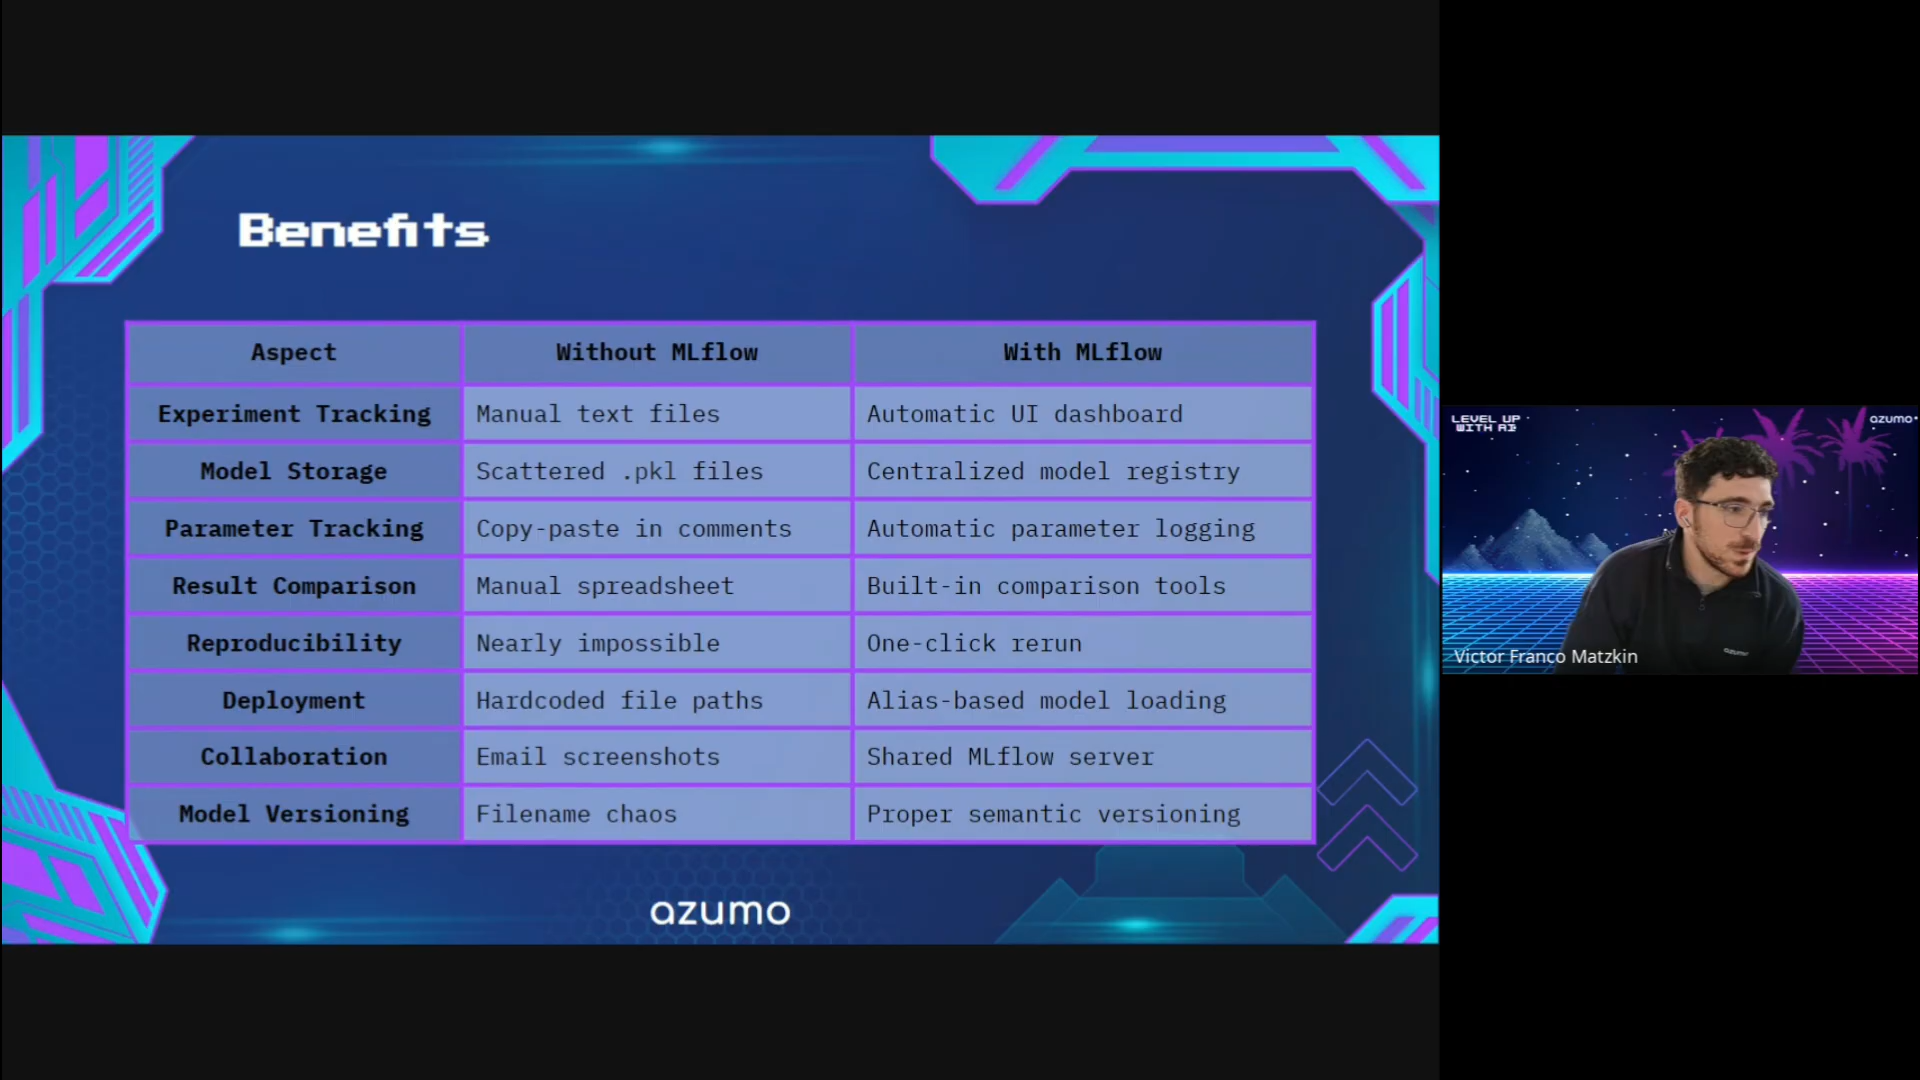 Benefits
Aspect Without MLflow With MLflow
Experiment Tracking Manual text files Automatic UI dashboard
Model Storage Scattered .pkl files Centralized model registry
Parameter Tracking Copy-paste in comments Automatic parameter logging
Result Comparison Manual spreadsheet Built-in comparison tools
Reproducibility Nearly impossible One-click rerun
Deployment Hardcoded file paths Alias-based model loading
Collaboration Email screenshots Shared MLflow server
Model Versioning Filename chaos Proper semantic versioning
azumo
LEVEL UP
WITH AI
azumo
azumo
Victor Franco Matzkin